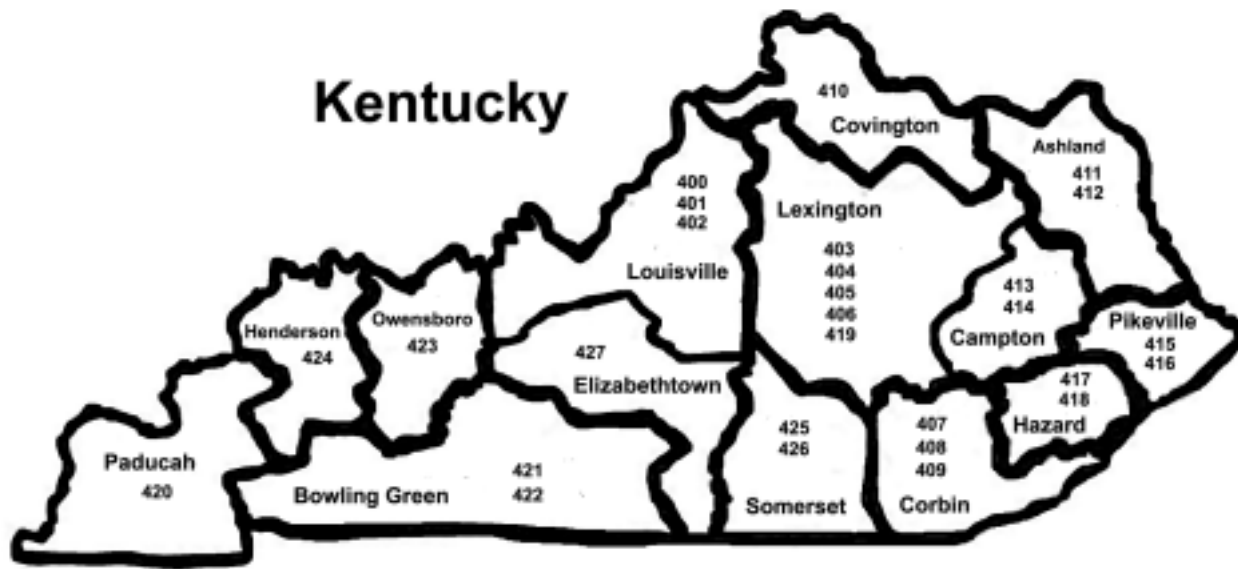 Kentucky
410
Covington
Ashland
411
412
400
401
402
Louisville
Lexington
403
404
405
406
419
413
414
Campton
Pikeville
415
416
Henderson
424
Owensboro
423
427
Elizabethtown
417
418
Hazard
Paducah
420
Bowling Green
421
422
425
426
Somerset
407
408
409
Corbin